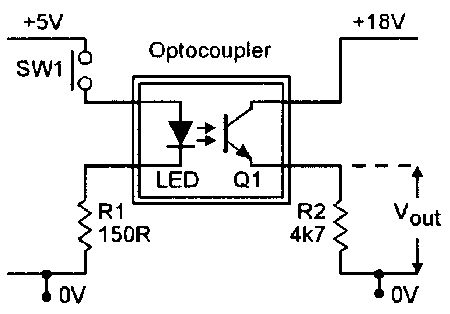 +5V
+18V
Optocoupler
SW1
LED
Q1
R1
150R
R2
4k7
Vout
0V
0V